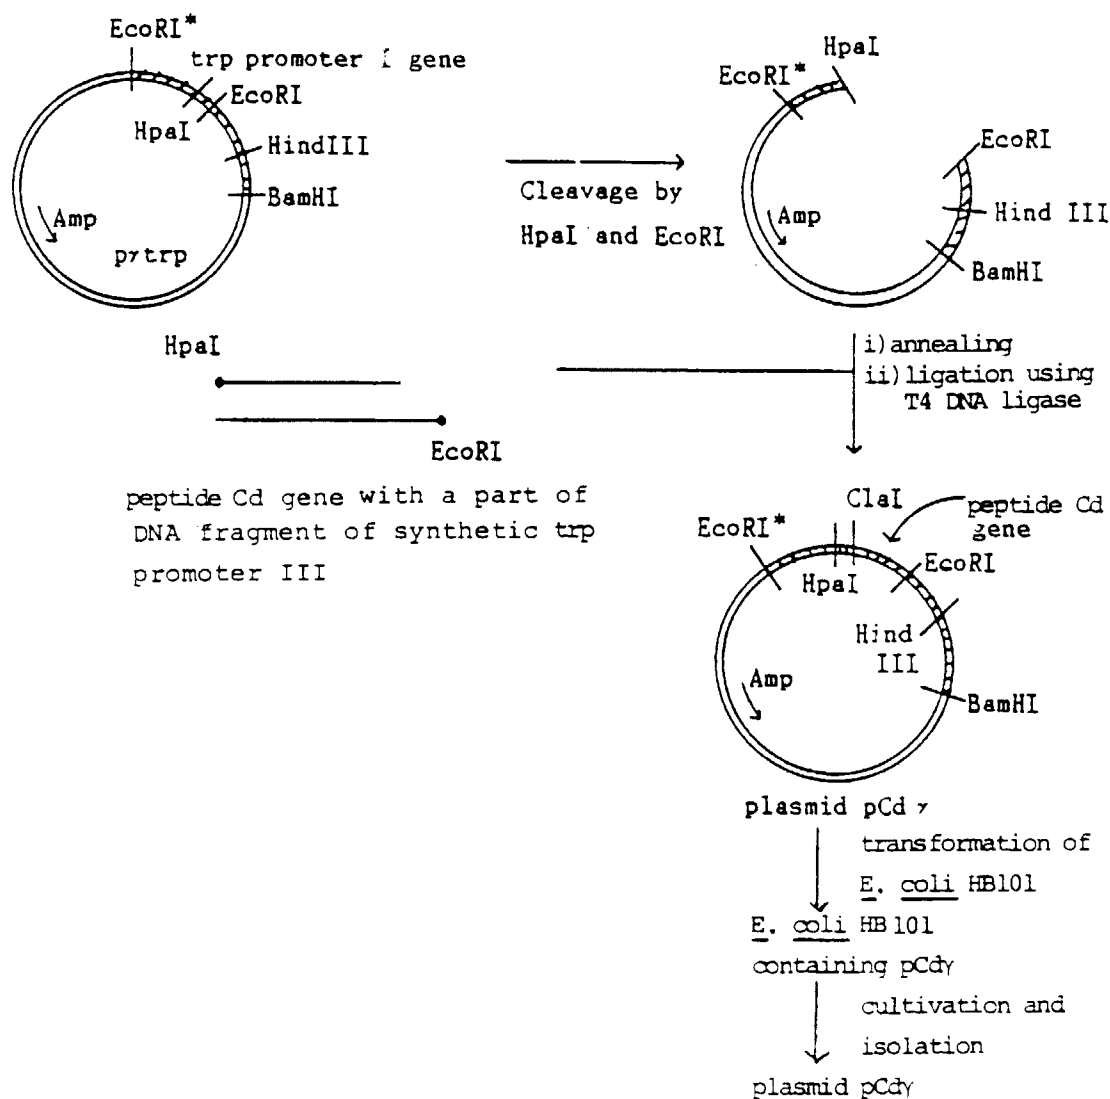 EcoRI*
trp promoter I gene
EcoRI
HpaI
HindIII
BamHI
Amp
pγtrp
Cleavage by
HpaI and EcoRI
HpaI
EcoRI*
EcoRI
Amp
Hind III
BamHI
HpaI
EcoRI
peptide Cd gene with a part of
DNA fragment of synthetic trp
promoter III
i) annealing
ii) ligation using
T4 DNA ligase
ClaI
peptide Cd
gene
EcoRI*
EcoRI
HpaI
Hind
III
Amp
BamHI
plasmid pCdγ
transformation of
E. coli HB101
E. coli HB101
containing pCdγ
cultivation and
isolation
plasmid pCdγ